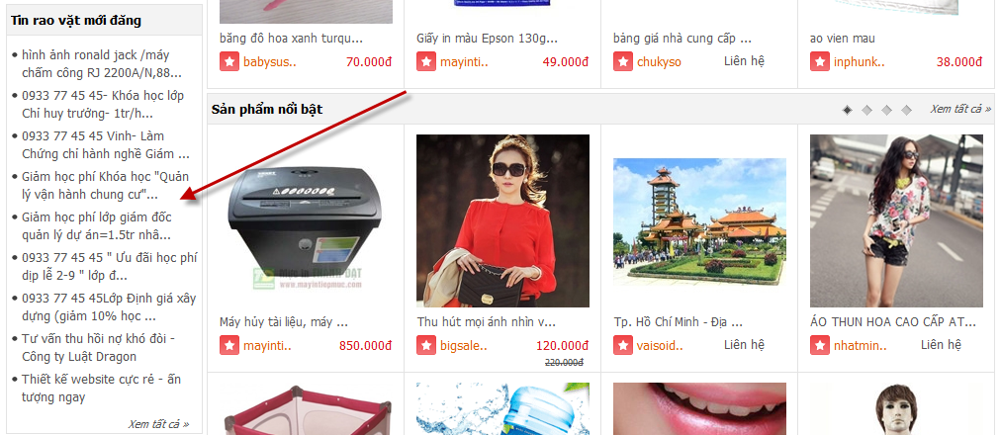 Tin rao vặt mới đăng
hình ảnh ronald jack /máy
chấm công RJ 2200A/N,88...
0933 77 45 45- Khóa học lớp
Chỉ huy trưởng- 1tr/h...
0933 77 45 45 Vinh- Làm
Chứng chỉ hành nghề Giám ...
Giảm học phí Khóa học "Quản
lý vận hành chung cư"...
Giảm học phí lớp giám đốc
quản lý dự án=1.5tr nhâ...
0933 77 45 45 " Ưu đãi học phí
dịp lễ 2-9 " lớp đ...
0933 77 45 45Lớp Định giá xây
dựng (giảm 10% học ...
Tư vấn thu hồi nợ khó đòi -
Công ty Luật Dragon
Thiết kế website cực rẻ - ấn
tượng ngay
Xem tất cả »
băng đô hoa xanh turqu...
babysus.. 70.000đ
Giấy in màu Epson 130g...
mayinti.. 49.000đ
bảng giá nhà cung cấp ...
chukyso Liên hệ
ao vien mau
inphunk.. 38.000đ
Sản phẩm nổi bật
Xem tất cả »
Mực in THÀNH ĐẠT
www.mayintiepmuc.com
Máy hủy tài liệu, máy ...
mayinti.. 850.000đ
Thu hút mọi ánh nhìn v...
bigsale.. 120.000đ
220.000đ
Tp. Hồ Chí Minh - Địa ...
vaisoid.. Liên hệ
ÁO THUN HOA CAO CẤP AT...
nhatmin.. Liên hệ